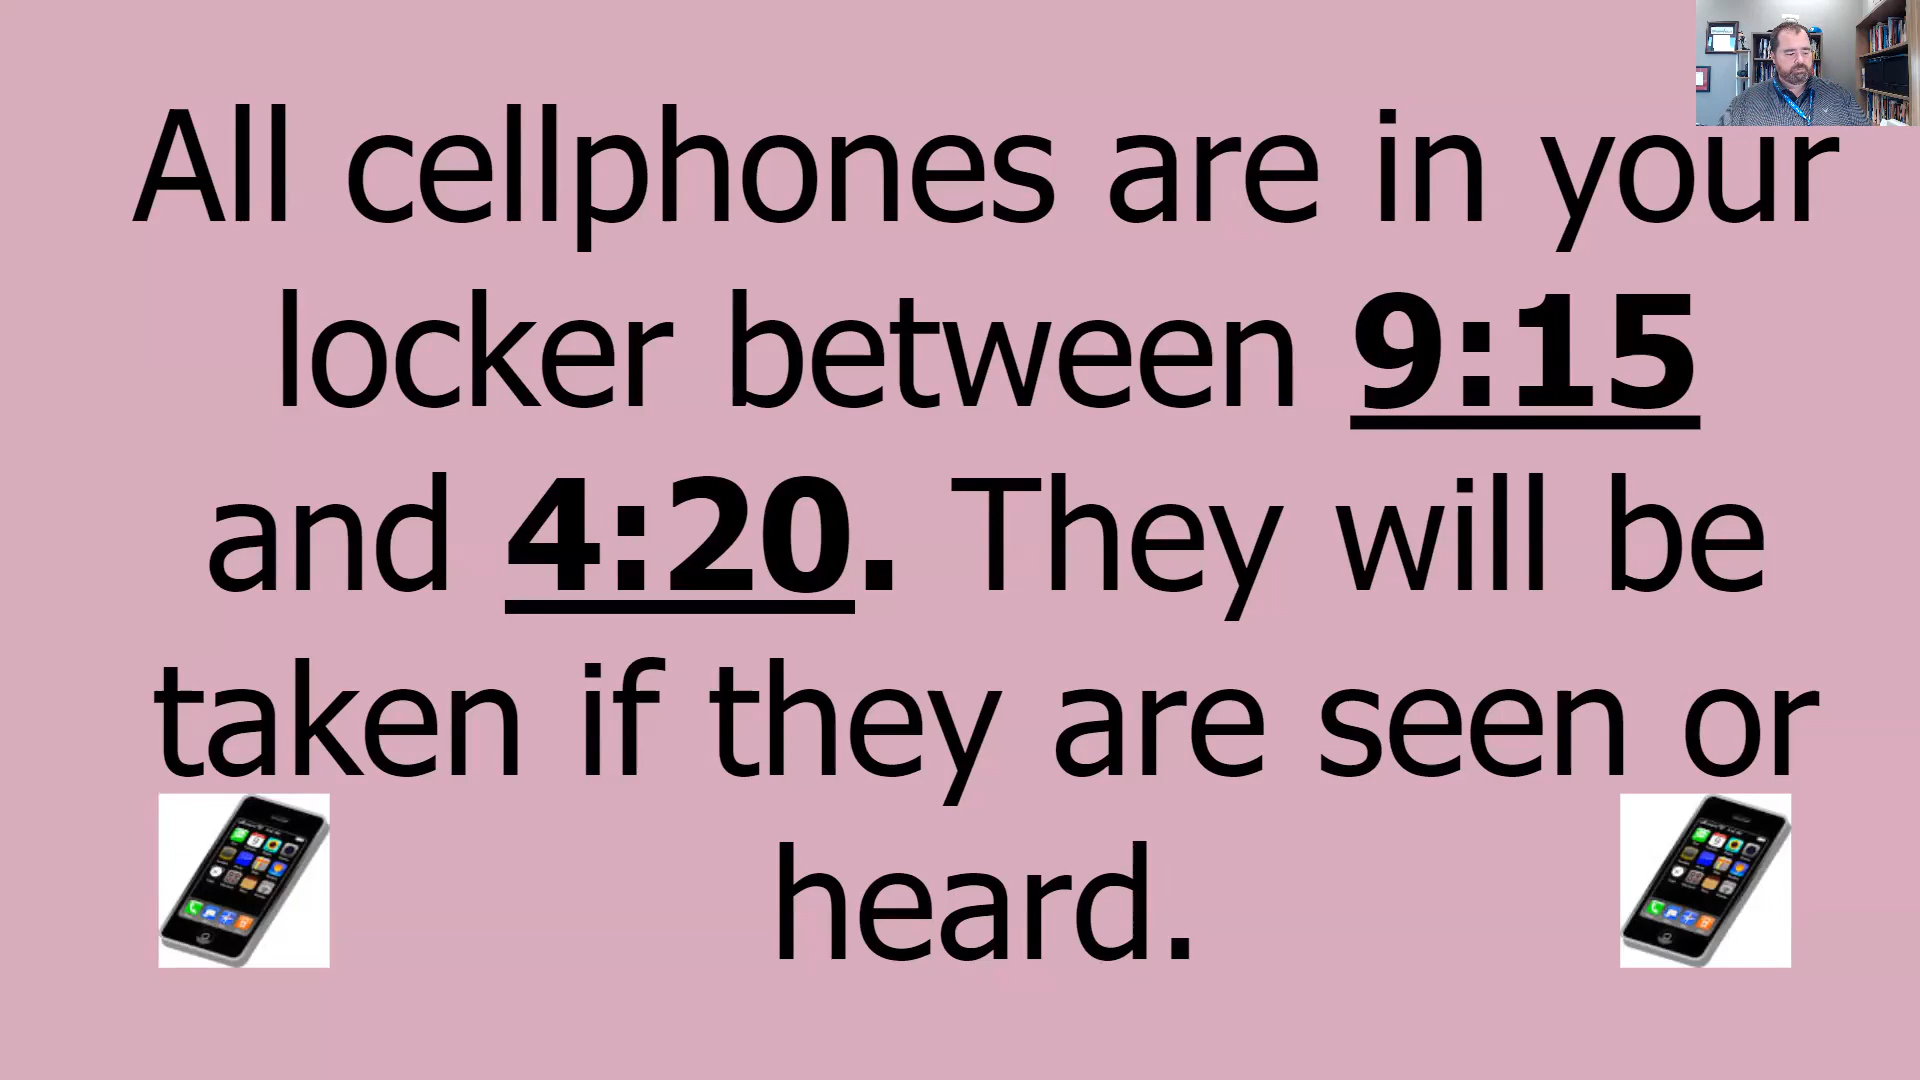 All cellphones are in your
locker between 9:15
and 4:20. They will be
taken if they are seen or
heard.